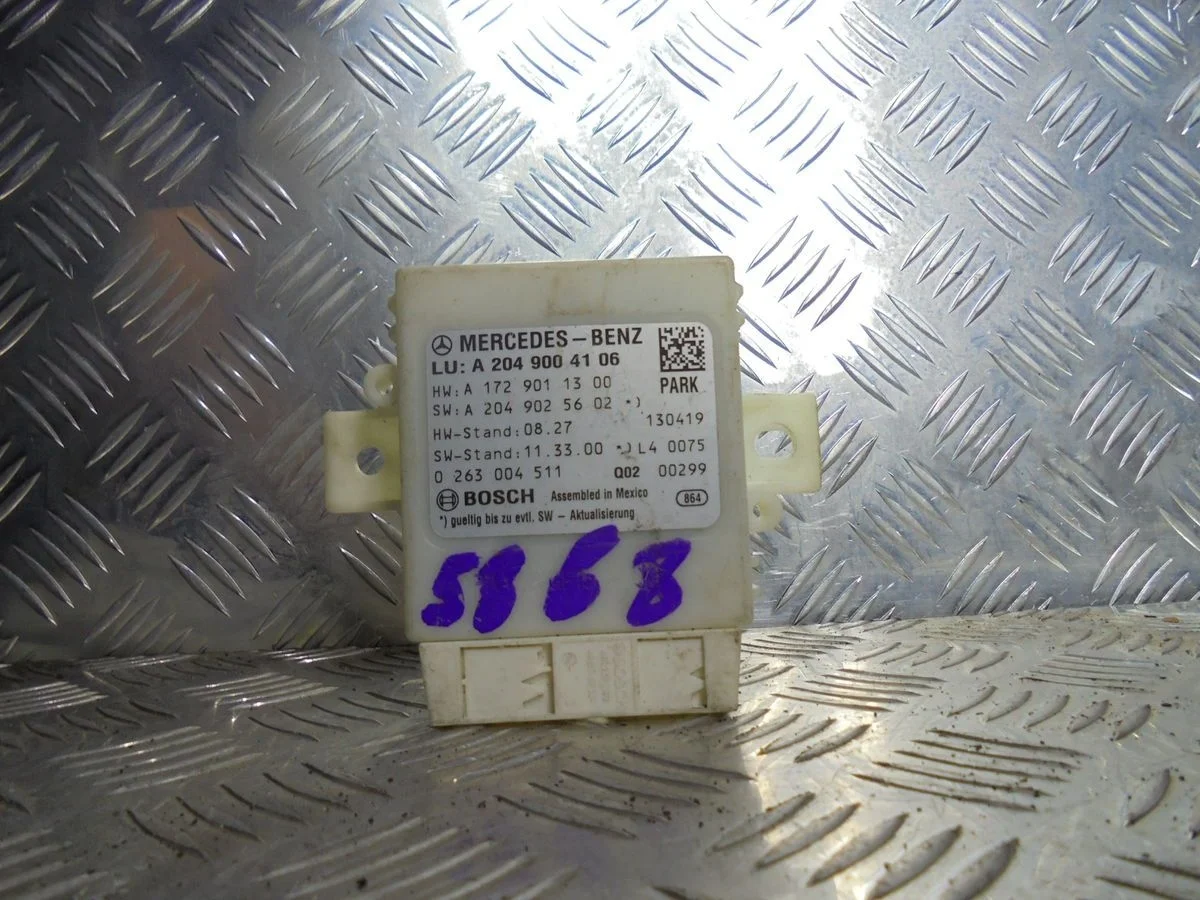 MERCEDES-BENZ
LU: A 204 900 41 06
HW: A 172 901 13 00
PARK
SW: A 204 902 56 02 *)
HW-Stand: 08.27
130419
SW-Stand: 11.33.00 *) L4 0075
0 263 004 511 Q02 00299
BOSCH Assembled in Mexico 864
*) gueltig bis zu evtl. SW - Aktualisierung
5868